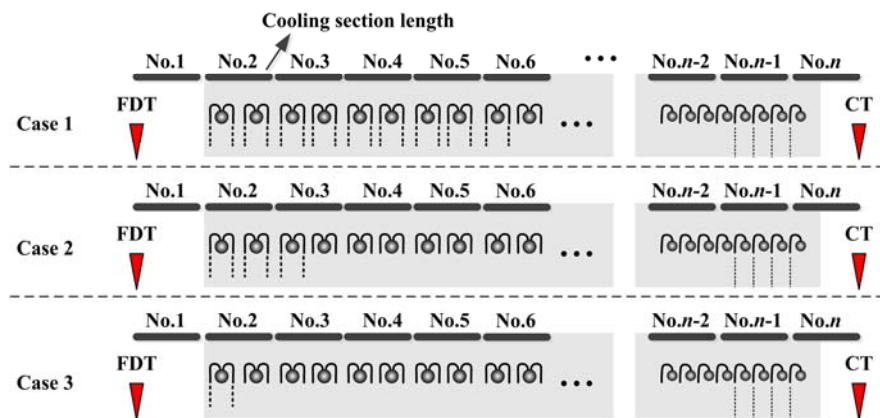 Cooling section length
No.1 No.2 No.3 No.4 No.5 No.6 ••• No.n-2 No.n-1 No.n
FDT CT
Case 1
•••
No.1 No.2 No.3 No.4 No.5 No.6 No.n-2 No.n-1 No.n
FDT CT
Case 2
•••
No.1 No.2 No.3 No.4 No.5 No.6 No.n-2 No.n-1 No.n
FDT CT
Case 3
•••